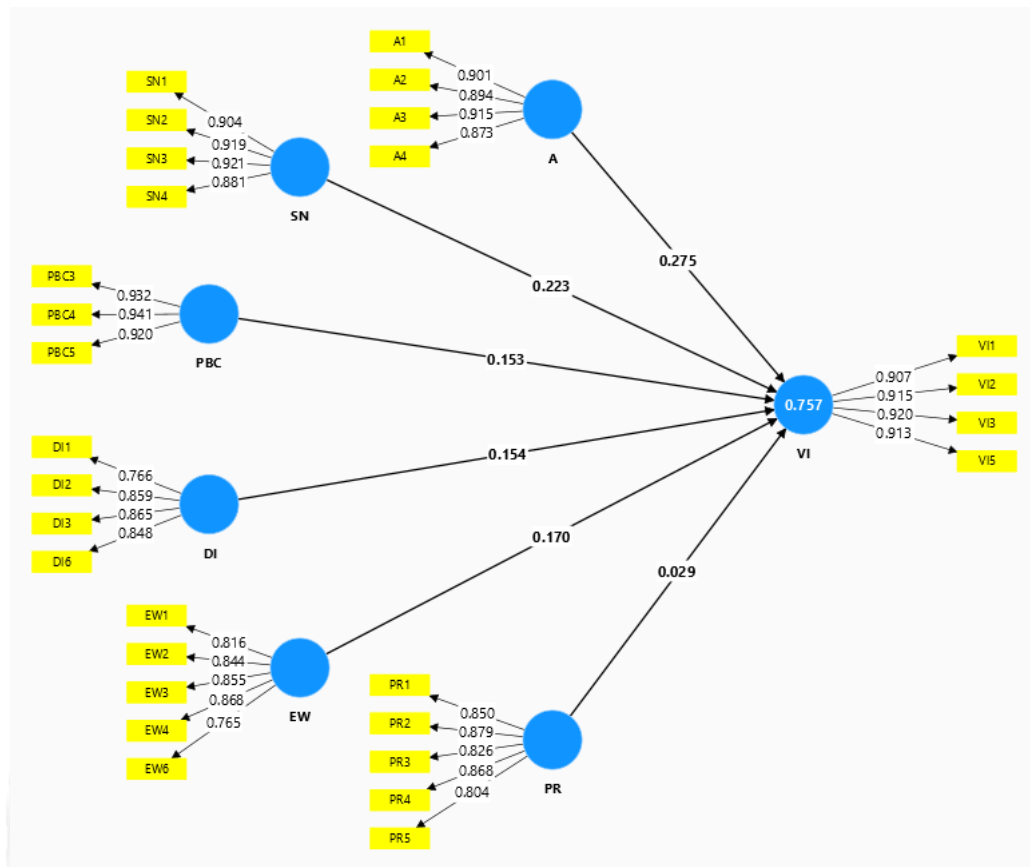 A1
A2
A3
A4
0.901
0.894
0.915
0.873
A
SN1
SN2
SN3
SN4
0.904
0.919
0.921
0.881
SN
PBC3
PBC4
PBC5
0.932
0.941
0.920
PBC
DI1
DI2
DI3
DI6
0.766
0.859
0.865
0.848
DI
EW1
EW2
EW3
EW4
EW6
0.816
0.844
0.855
0.868
0.765
EW
PR1
PR2
PR3
PR4
PR5
0.850
0.879
0.826
0.868
0.804
PR
0.275
0.223
0.153
0.154
0.170
0.029
0.757
VI
0.907
0.915
0.920
0.913
VI1
VI2
VI3
VI5